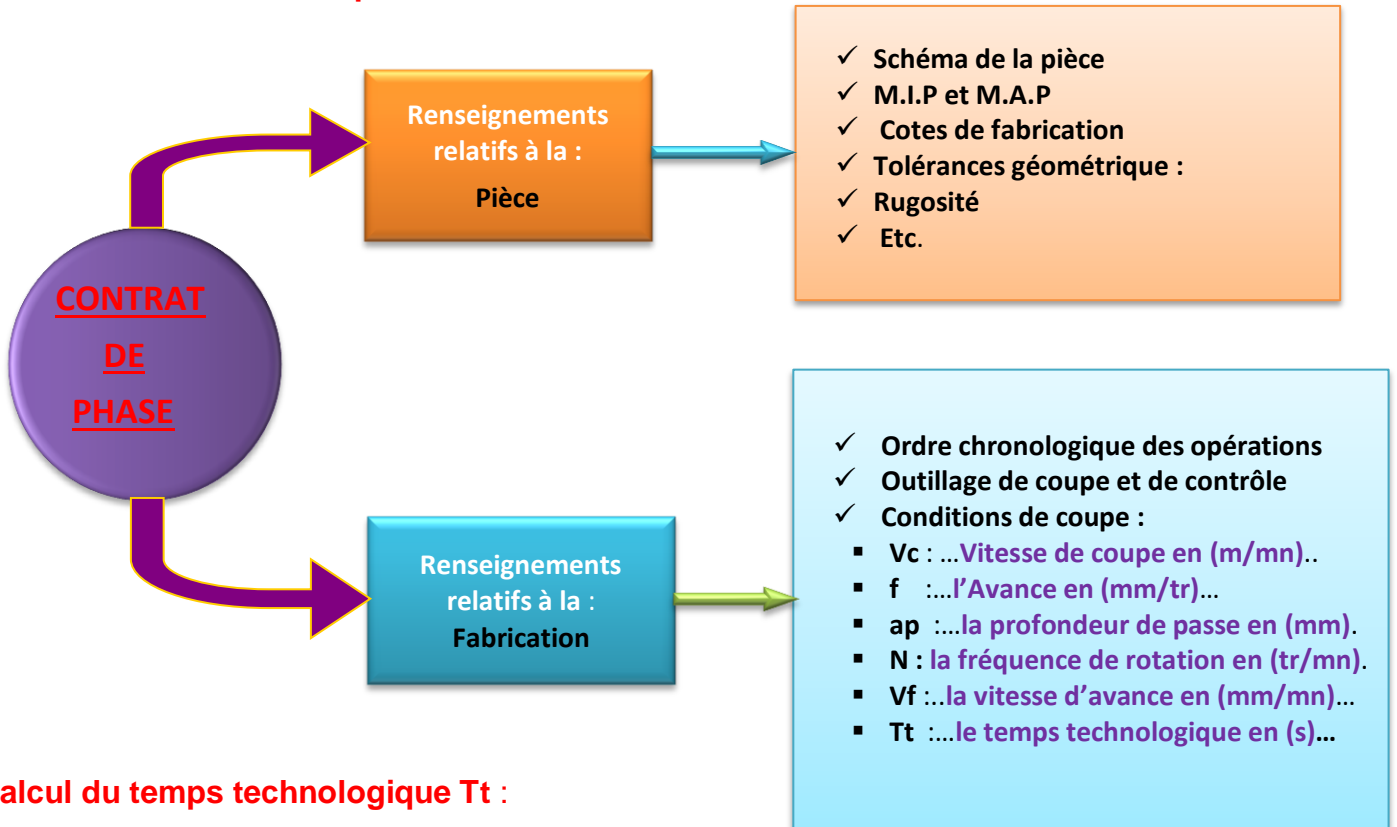 CONTRAT
DE
PHASE
Renseignements
relatifs à la :
Pièce
✓ Schéma de la pièce
✓ M.I.P et M.A.P
✓ Cotes de fabrication
✓ Tolérances géométrique :
✓ Rugosité
✓ Etc.
Renseignements
relatifs à la :
Fabrication
✓ Ordre chronologique des opérations
✓ Outillage de coupe et de contrôle
✓ Conditions de coupe :
▪ Vc : ...Vitesse de coupe en (m/mn)..
▪ f :...l'Avance en (mm/tr)...
▪ ap :...la profondeur de passe en (mm).
▪ N : la fréquence de rotation en (tr/mn).
▪ Vf :..la vitesse d'avance en (mm/mn)...
▪ Tt :...le temps technologique en (s)...
alcul du temps technologique Tt :